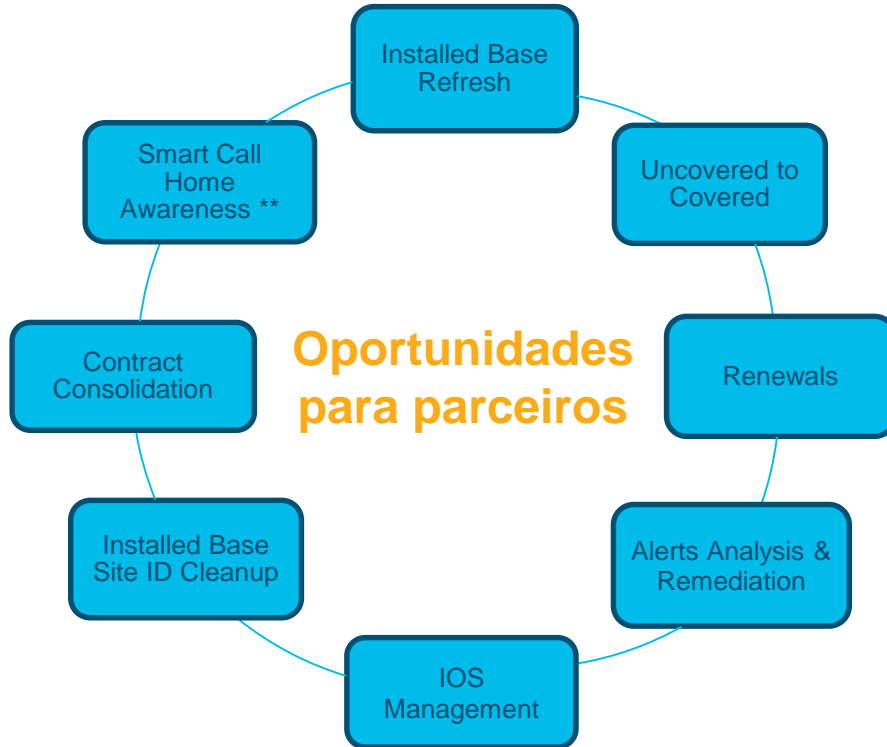 Installed Base
Refresh
Uncovered to
Covered
Renewals
Alerts Analysis &
Remediation
IOS
Management
Installed Base
Site ID Cleanup
Contract
Consolidation
Smart Call
Home
Awareness **
Oportunidades
para parceiros